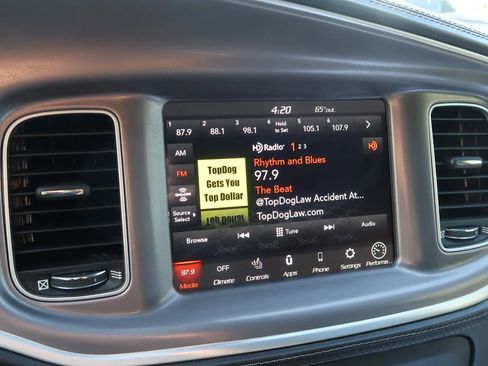 4:20 65°out
1 2 3 4 Hold to Set 5 6
87.9 88.1 98.1 105.1 107.9
AM
HD Radio 1 2 3
HD
Rhythm and Blues
FM
97.9
TopDog
Gets You
Top Dollar
The Beat
@TopDogLaw Accident At...
TopDogLaw.com
Source
Select
Browse
Tune
Audio
97.9 OFF
Media Climate Controls Apps Phone Settings Performa...